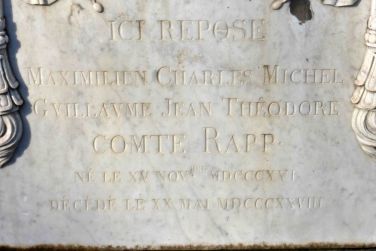 ICI REPOSE
MAXIMILIEN CHARLES MICHEL
GVILLAVME JEAN THÉODORE
COMTE RAPP
NÉ LE XV NOVBRE MDCCCXVI
DÉCÉDÉ LE XX MAI MDCCCXXVIII